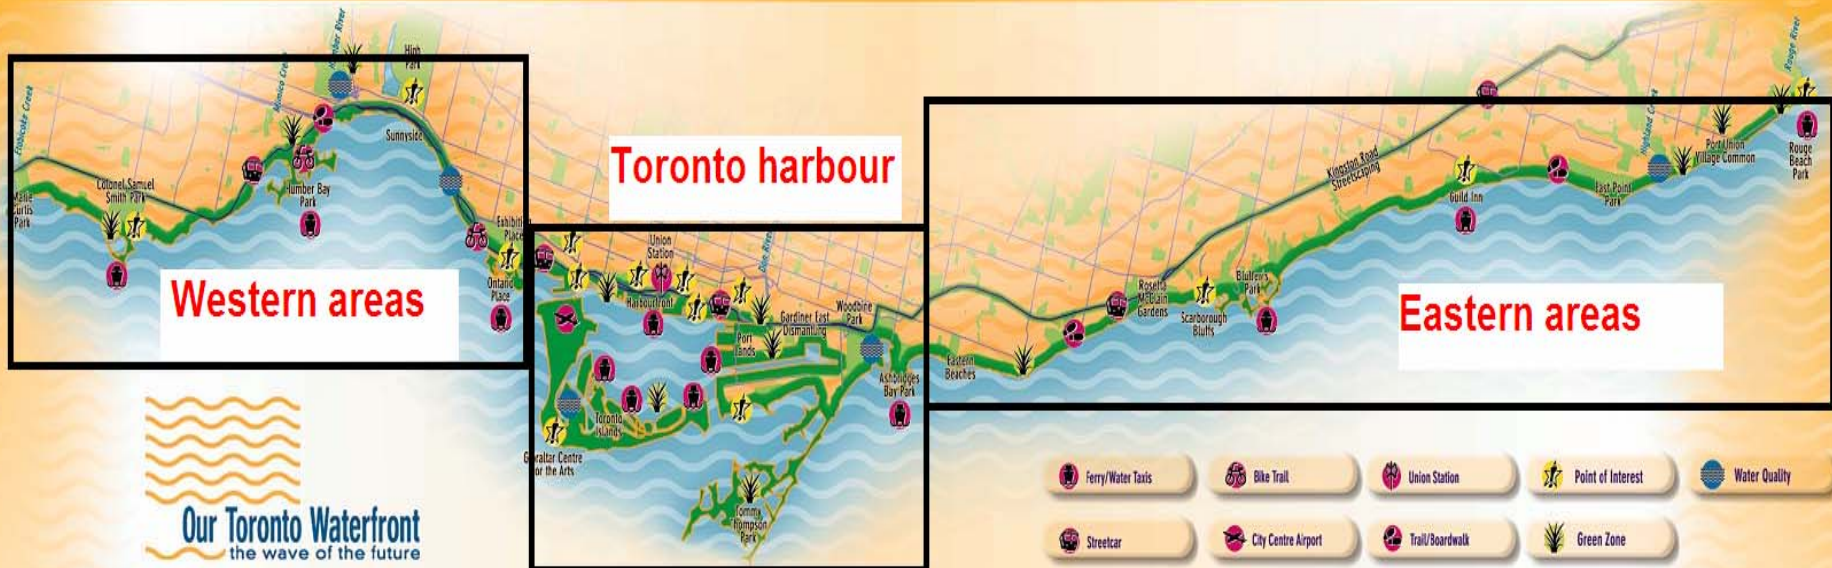 Etobicoke Creek
Marie
Curtis
Park
Colonel Samuel
Smith Park
Mimico Creek
Humber River
High
Park
Sunnyside
Humber Bay
Park
Exhibiti
Place
Ontario
Place
Western areas
Toronto harbour
Union
Station
Don River
Harbourfront
Port
Lands
Gardiner East
Dismantling
Woodbine
Park
Ashbridges
Bay Park
Toronto
Islands
Gibraltar Centre
for the Arts
Tommy
Thompson
Park
Eastern
Beaches
Rosetta
McClain
Gardens
Scarborough
Bluffs
Bluffer's
Park
Kingston Road
Streetscaping
Guild Inn
East Point
Park
Highland Creek
Port Union
Village Common
Rouge River
Rouge
Beach
Park
Eastern areas
Our Toronto Waterfront
the wave of the future
Ferry/Water Taxis
Bike Trail
Union Station
Point of Interest
Water Quality
Streetcar
City Centre Airport
Trail/Boardwalk
Green Zone